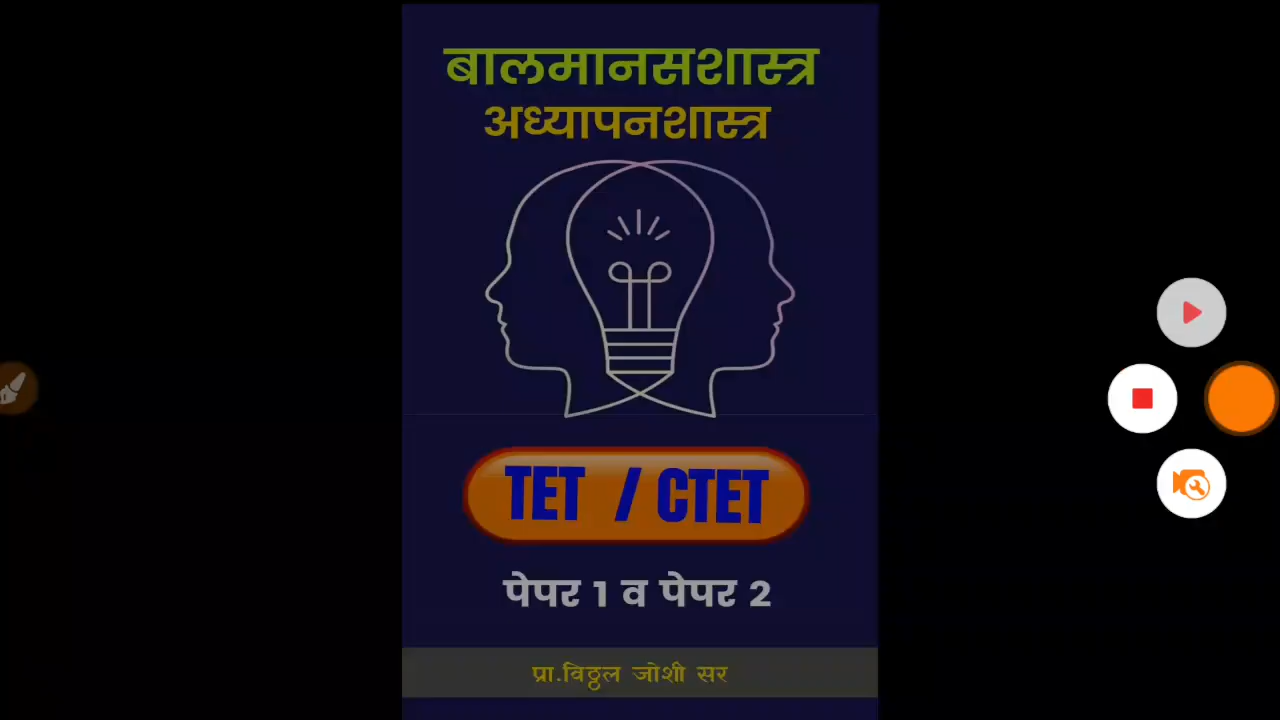 बालमानसशास्त्र
अध्यापनशास्त्र
TET / CTET
पेपर 1 व पेपर 2
प्रा.विठ्ठल जोशी सर